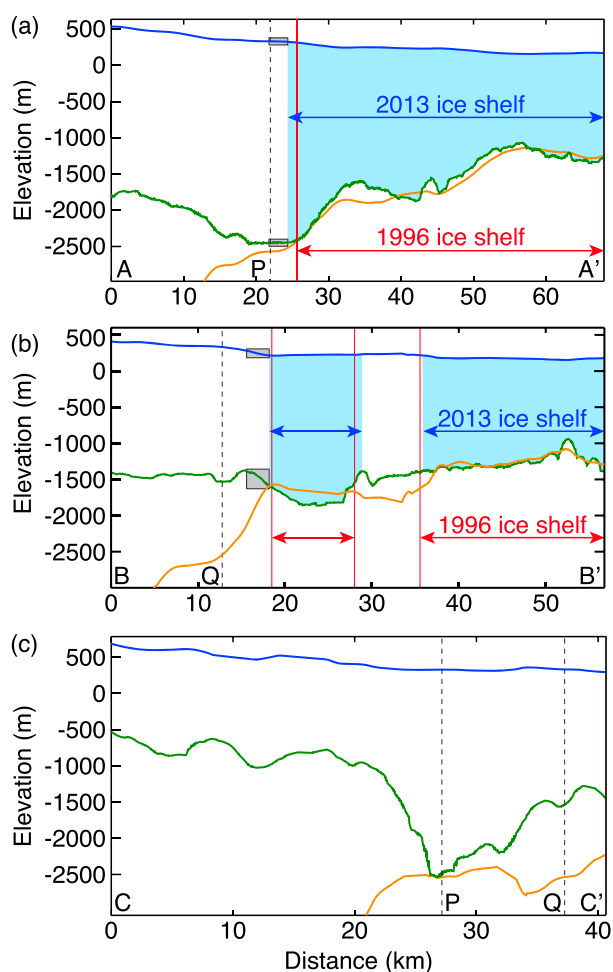 (a)
500
0
-500
-1000
-1500
-2000
-2500
Elevation (m)
2013 ice shelf
1996 ice shelf
A P A’
0 10 20 30 40 50 60
(b)
500
0
-500
-1000
-1500
-2000
-2500
Elevation (m)
2013 ice shelf
1996 ice shelf
B Q B’
0 10 20 30 40 50
(c)
500
0
-500
-1000
-1500
-2000
-2500
Elevation (m)
C P Q C’
0 10 20 30 40
Distance (km)